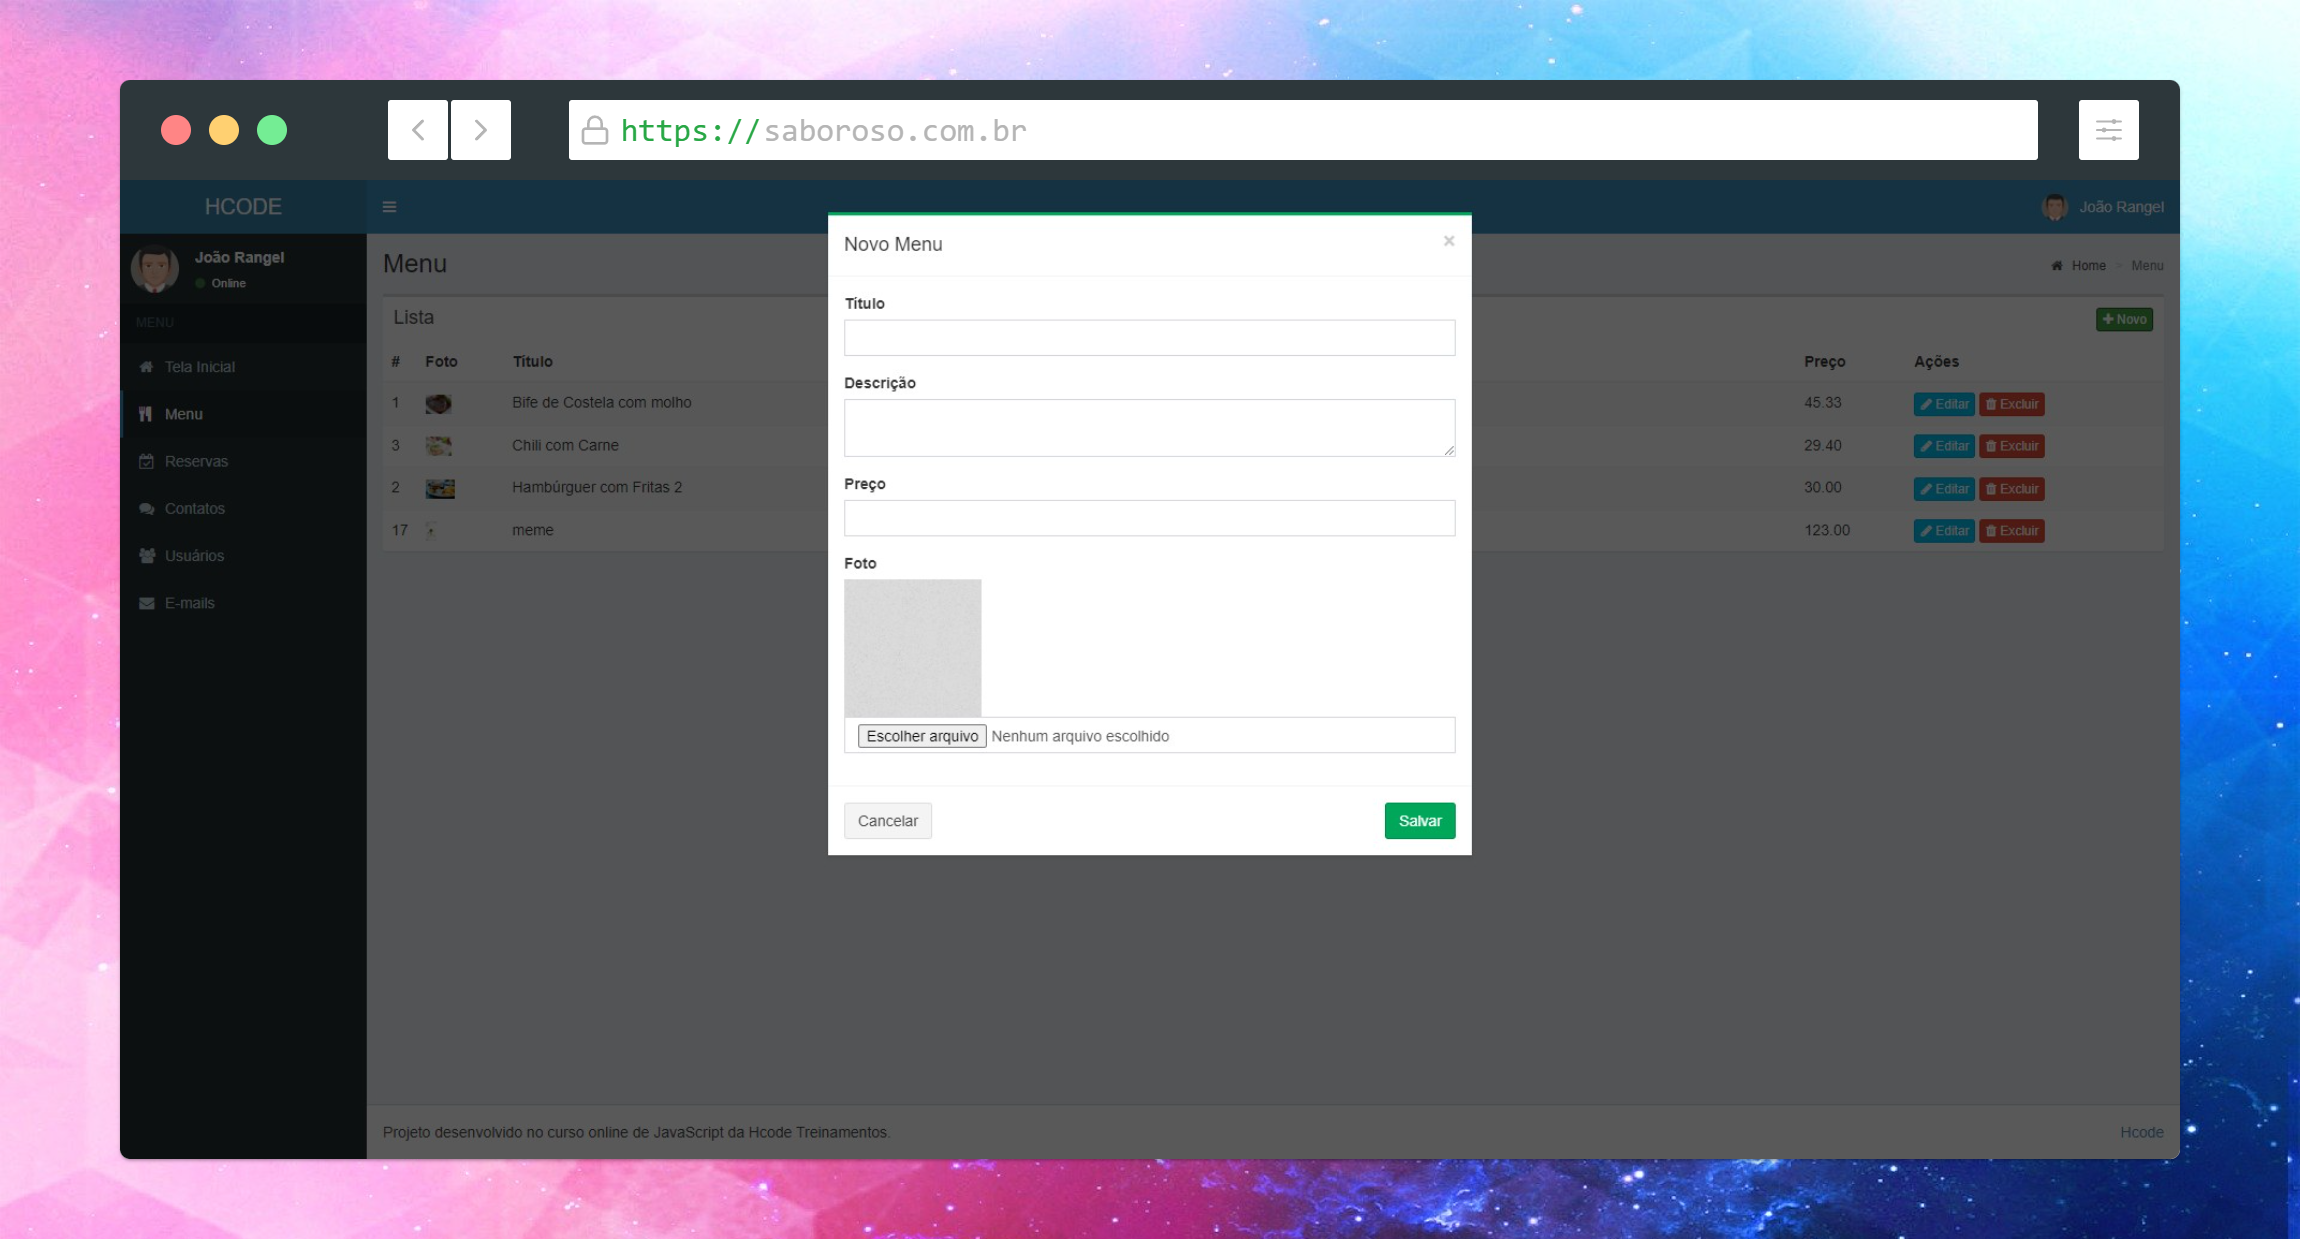 https://saboroso.com.br
HCODE
João Rangel
João Rangel
Online
MENU
Tela Inicial
Menu
Reservas
Contatos
Usuários
E-mails
Menu
Home > Menu
Lista
Novo
# Foto Título Preço Ações
1 Bife de Costela com molho 45.33 Editar Excluir
3 Chili com Carne 29.40 Editar Excluir
2 Hambúrguer com Fritas 2 30.00 Editar Excluir
17 meme 123.00 Editar Excluir
Novo Menu ×
Título
Descrição
Preço
Foto
Escolher arquivo Nenhum arquivo escolhido
Cancelar Salvar
Projeto desenvolvido no curso online de JavaScript da Hcode Treinamentos. Hcode